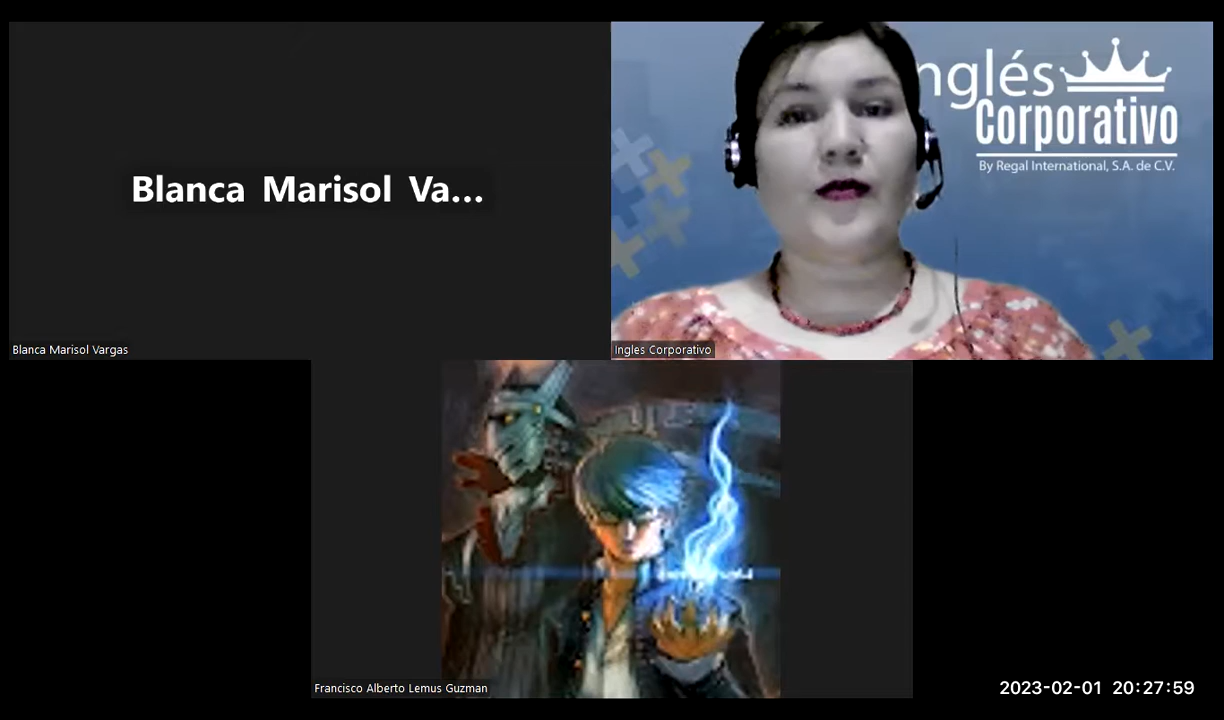 Blanca Marisol Va...
Blanca Marisol Vargas
nglés
Corporativo
By Regal International, S.A. de C.V.
Ingles Corporativo
Francisco Alberto Lemus Guzman
2023-02-01 20:27:59